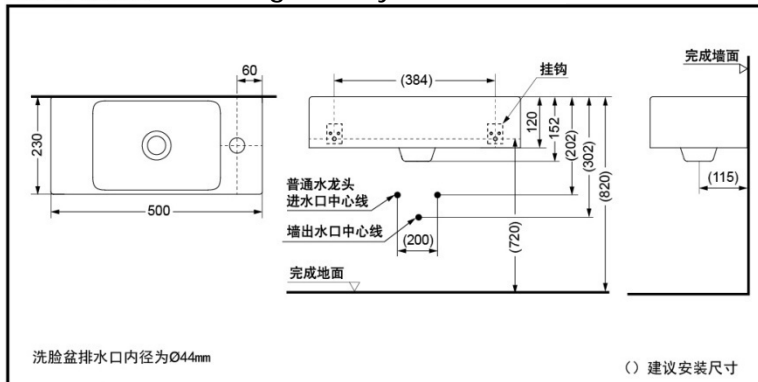 60
230
500
(384)
挂钩
120
152
(202)
(302)
(820)
(720)
普通水龙头
进水口中心线
墙出水口中心线
(200)
完成地面
完成墙面
(115)
洗脸盆排水口内径为Ø44mm
()建议安装尺寸